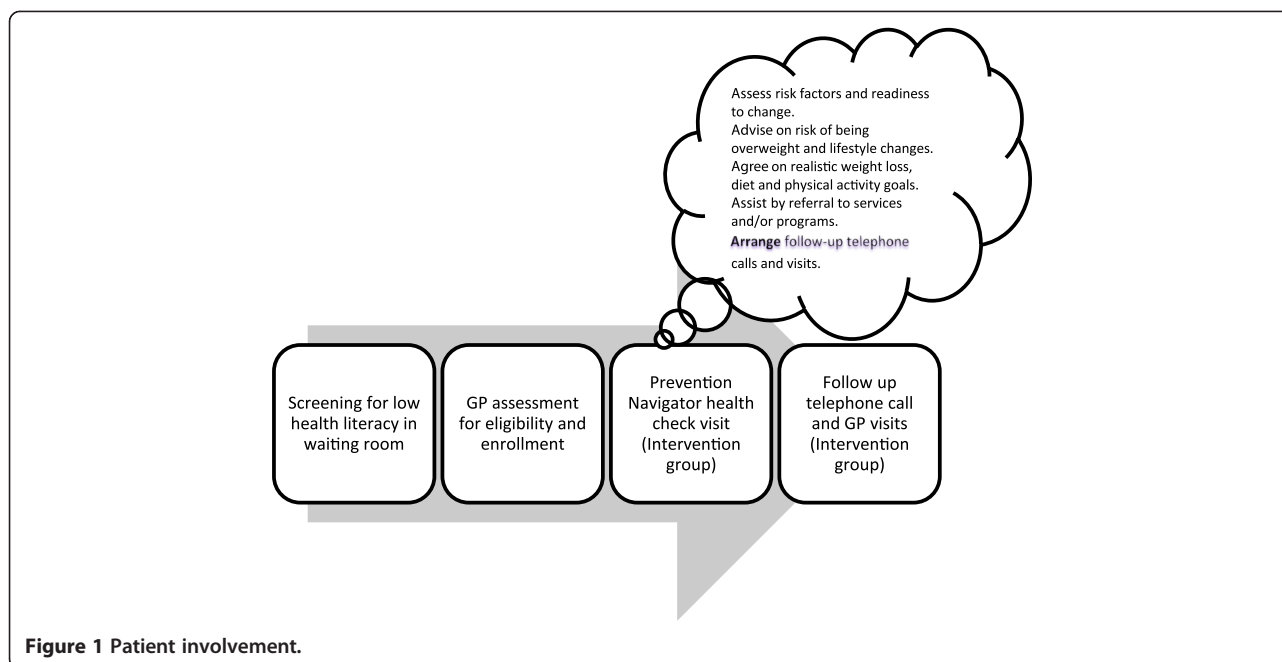 Assess risk factors and readiness
to change.
Advise on risk of being
overweight and lifestyle changes.
Agree on realistic weight loss,
diet and physical activity goals.
Assist by referral to services
and/or programs.
Arrange follow-up telephone
calls and visits.
Screening for low
health literacy in
waiting room
GP assessment
for eligibility and
enrollment
Prevention
Navigator health
check visit
(Intervention
group)
Follow up
telephone call
and GP visits
(Intervention
group)
Figure 1 Patient involvement.